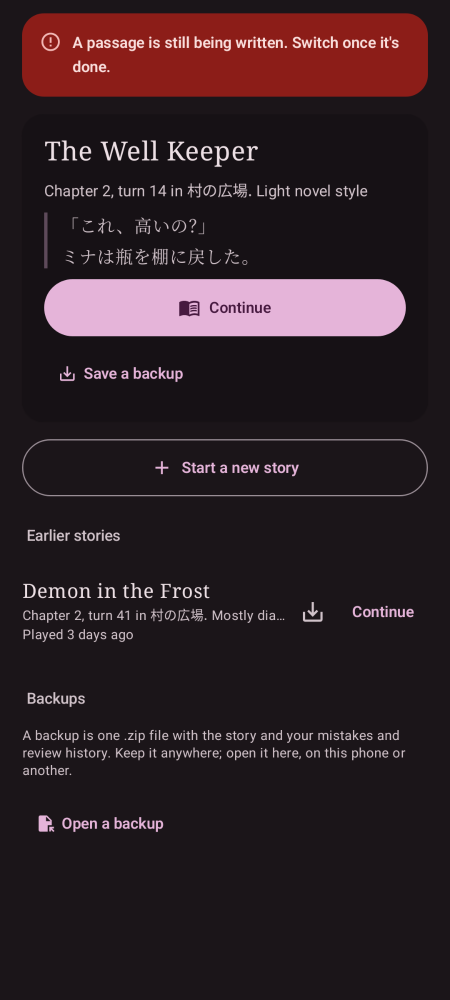 A passage is still being written. Switch once it's
done.
The Well Keeper
Chapter 2, turn 14 in 村の広場. Light novel style
「これ、高いの?」
ミナは瓶を棚に戻した。
Continue
Save a backup
Start a new story
Earlier stories
Demon in the Frost
Chapter 2, turn 41 in 村の広場. Mostly dia…
Played 3 days ago
Continue
Backups
A backup is one .zip file with the story and your mistakes and
review history. Keep it anywhere; open it here, on this phone or
another.
Open a backup